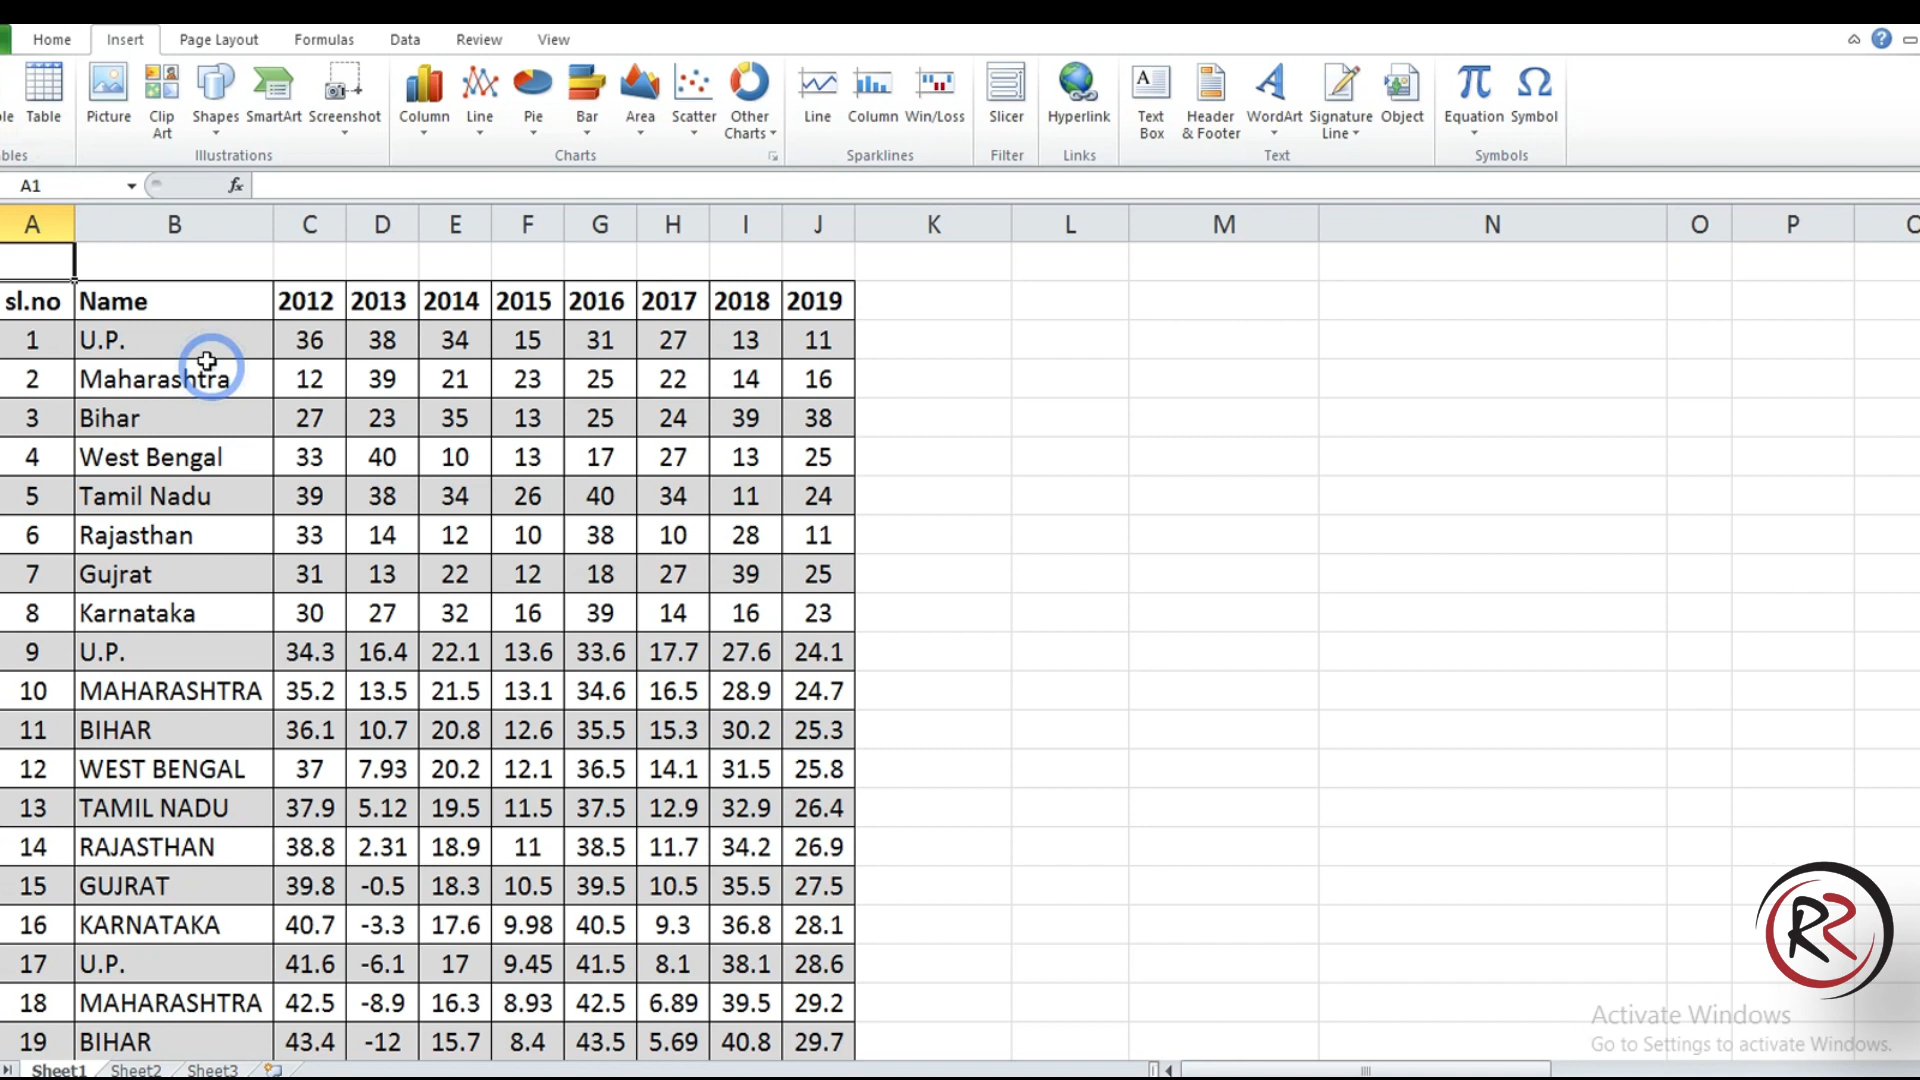 Home Insert Page Layout Formulas Data Review View
Table Picture Clip Art Shapes SmartArt Screenshot Column Line Pie Bar Area Scatter Other Charts Line Column Win/Loss Slicer Hyperlink Text Box Header & Footer WordArt Signature Line Object Equation Symbol
Illustrations Charts Sparklines Filter Links Text Symbols
A1 fx
A B C D E F G H I J K L M N O P
sl.no Name 2012 2013 2014 2015 2016 2017 2018 2019
1 U.P. 36 38 34 15 31 27 13 11
2 Maharashtra 12 39 21 23 25 22 14 16
3 Bihar 27 23 35 13 25 24 39 38
4 West Bengal 33 40 10 13 17 27 13 25
5 Tamil Nadu 39 38 34 26 40 34 11 24
6 Rajasthan 33 14 12 10 38 10 28 11
7 Gujrat 31 13 22 12 18 27 39 25
8 Karnataka 30 27 32 16 39 14 16 23
9 U.P. 34.3 16.4 22.1 13.6 33.6 17.7 27.6 24.1
10 MAHARASHTRA 35.2 13.5 21.5 13.1 34.6 16.5 28.9 24.7
11 BIHAR 36.1 10.7 20.8 12.6 35.5 15.3 30.2 25.3
12 WEST BENGAL 37 7.93 20.2 12.1 36.5 14.1 31.5 25.8
13 TAMIL NADU 37.9 5.12 19.5 11.5 37.5 12.9 32.9 26.4
14 RAJASTHAN 38.8 2.31 18.9 11 38.5 11.7 34.2 26.9
15 GUJRAT 39.8 -0.5 18.3 10.5 39.5 10.5 35.5 27.5
16 KARNATAKA 40.7 -3.3 17.6 9.98 40.5 9.3 36.8 28.1
17 U.P. 41.6 -6.1 17 9.45 41.5 8.1 38.1 28.6
18 MAHARASHTRA 42.5 -8.9 16.3 8.93 42.5 6.89 39.5 29.2
19 BIHAR 43.4 -12 15.7 8.4 43.5 5.69 40.8 29.7
Activate Windows
Go to Settings to activate Windows.
Sheet1 Sheet2 Sheet3